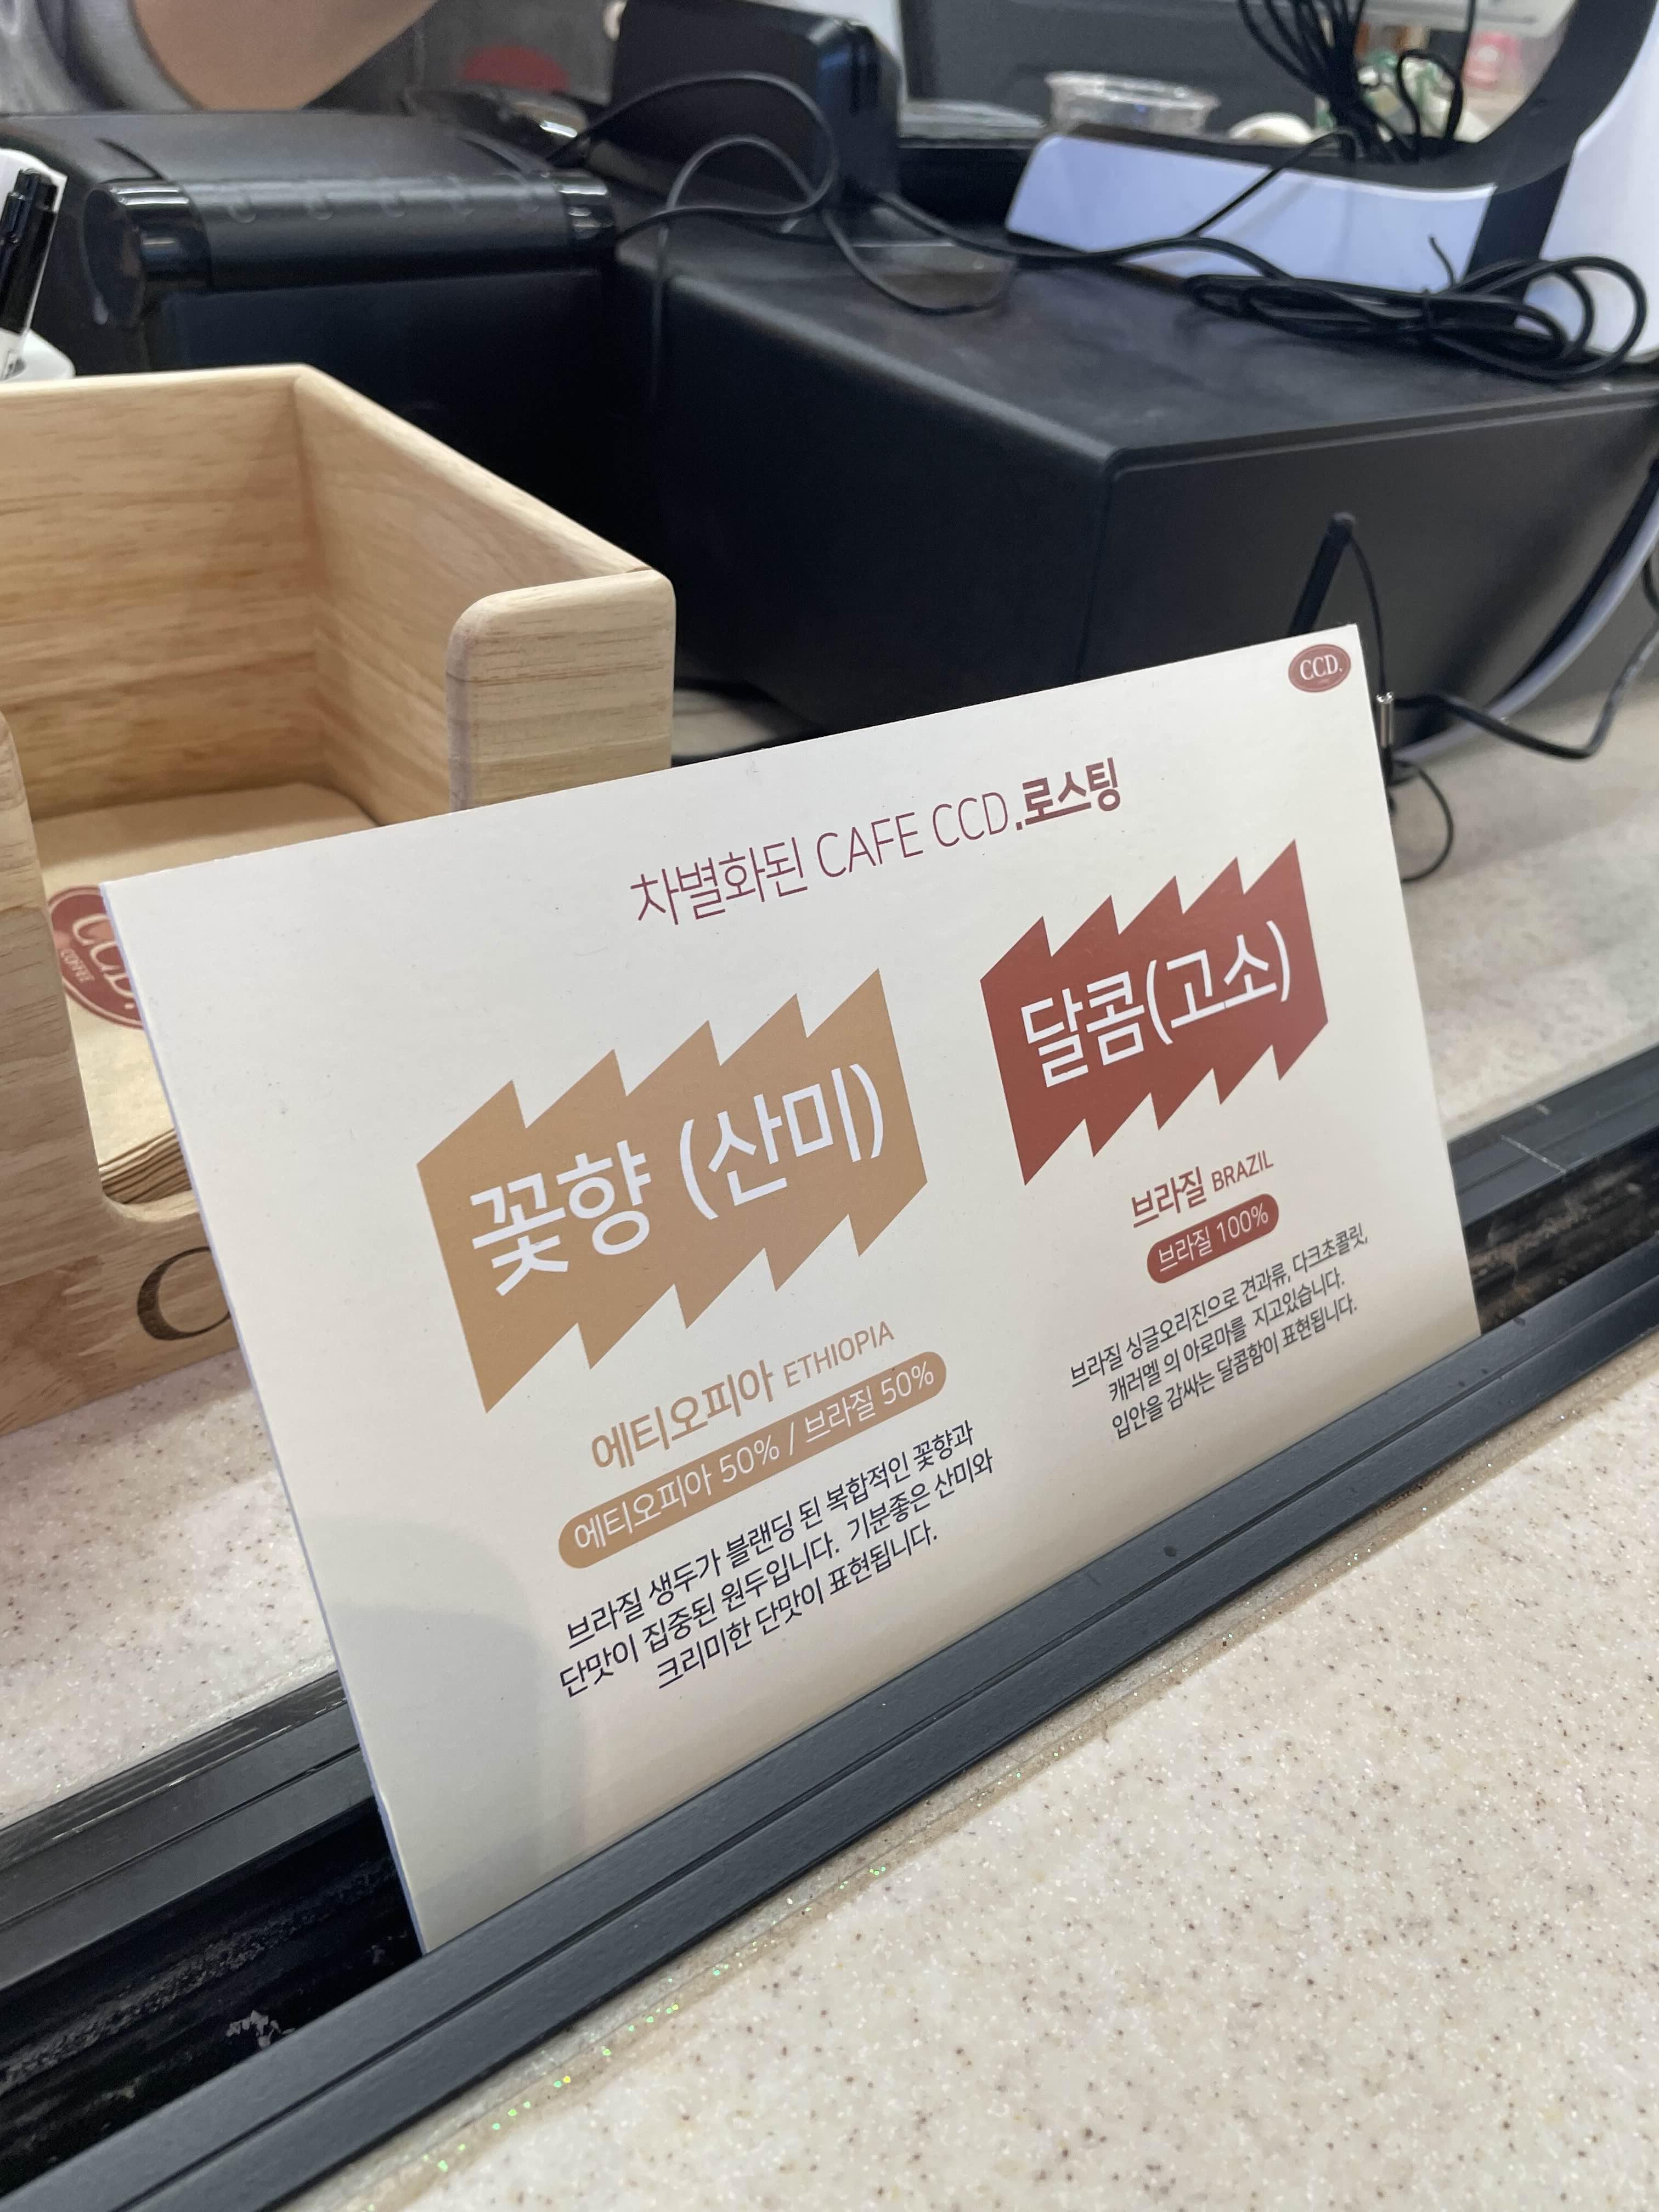 CCD.
차별화된 CAFE CCD.로스팅
꽃향 (산미)
에티오피아 ETHIOPIA
에티오피아 50% / 브라질 50%
브라질 생두가 블랜딩 된 복합적인 꽃향과
단맛이 집중된 원두입니다. 기분좋은 산미와
크리미한 단맛이 표현됩니다.
달콤(고소)
브라질 BRAZIL
브라질 100%
브라질 싱글오리진으로 견과류, 다크초콜릿,
캐러멜 의 아로마를 지고있습니다.
입안을 감싸는 달콤함이 표현됩니다.
CCD.
COFFEE